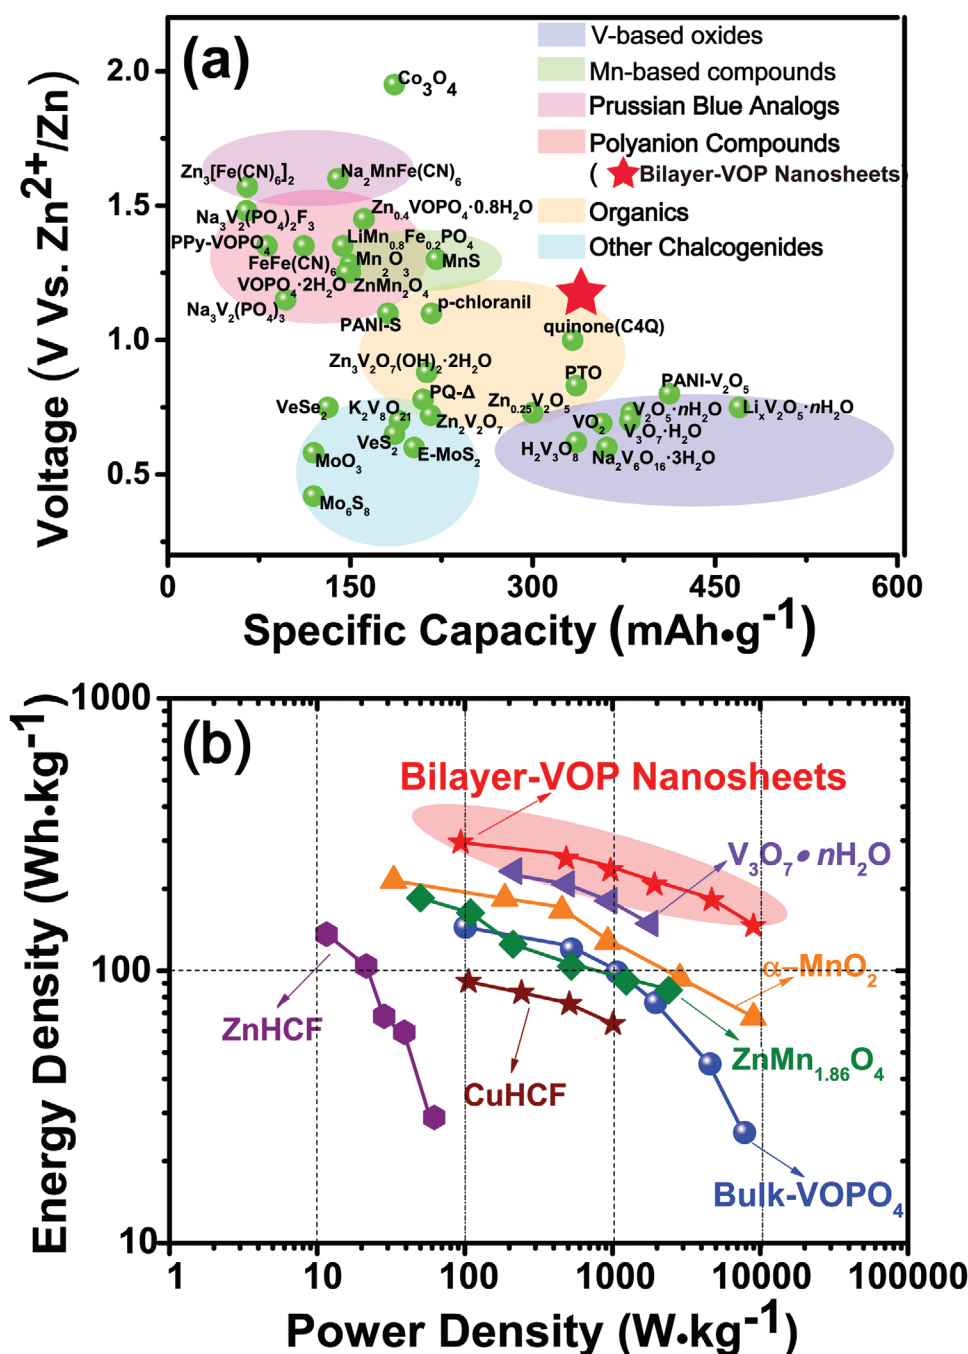 (a)
V-based oxides
Mn-based compounds
Prussian Blue Analogs
Polyanion Compounds
(★Bilayer-VOP Nanosheets)
Organics
Other Chalcogenides
Voltage (V Vs. Zn²⁺/Zn)
2.0
1.5
1.0
0.5
Co₃O₄
Zn₃[Fe(CN)₆]₂
Na₂MnFe(CN)₆
Na₃V₂(PO₄)₂F₃
Zn₀.₄VOPO₄·0.8H₂O
PPy-VOPO₄
LiMn₀.₈Fe₀.₂PO₄
FeFe(CN)₆
Mn₂O₃
MnS
VOPO₄·2H₂O
ZnMn₂O₄
Na₃V₂(PO₄)₃
PANI-S
p-chloranil
quinone(C4Q)
Zn₃V₂O₇(OH)₂·2H₂O
PTO
PANI-V₂O₅
PQ-Δ
VeSe₂
K₂V₈O₂₁
Zn₂V₂O₇
Zn₀.₂₅V₂O₅
VO₂
V₂O₅·nH₂O
LiₓV₂O₅·nH₂O
V₃O₇·H₂O
VeS₂
E-MoS₂
H₂V₃O₈
Na₂V₆O₁₆·3H₂O
MoO₃
Mo₆S₈
0 150 300 450 600
Specific Capacity (mAh•g⁻¹)
(b)
Energy Density (Wh•kg⁻¹)
1000
100
10
Bilayer-VOP Nanosheets
V₃O₇•nH₂O
α–MnO₂
ZnHCF
ZnMn₁.₈₆O₄
CuHCF
Bulk-VOPO₄
1 10 100 1000 10000 100000
Power Density (W•kg⁻¹)